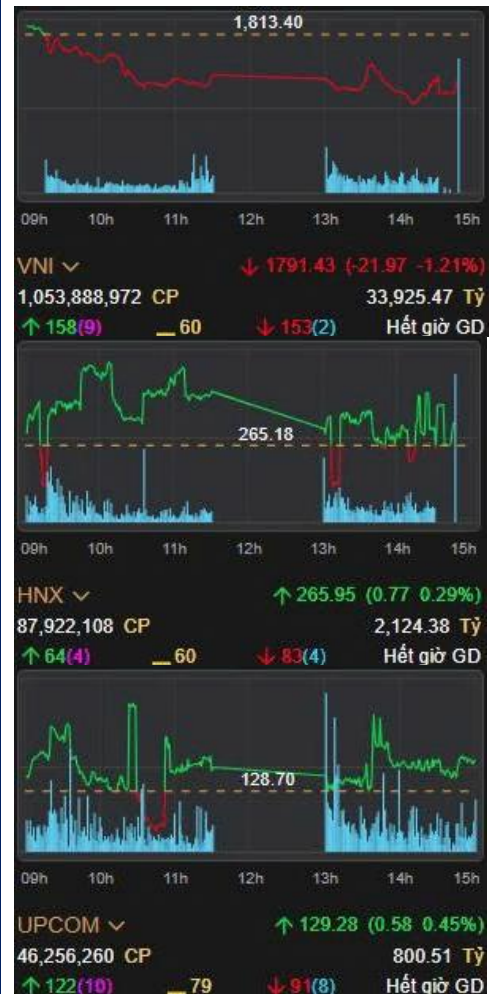 1,813.40
09h 10h 11h 12h 13h 14h 15h
VNI 1791.43 (-21.97 -1.21%)
1,053,888,972 CP 33,925.47 Tỷ
158(9) 60 153(2) Hết giờ GD
265.18
09h 10h 11h 12h 13h 14h 15h
HNX 265.95 (0.77 0.29%)
87,922,108 CP 2,124.38 Tỷ
64(4) 60 83(4) Hết giờ GD
128.70
09h 10h 11h 12h 13h 14h 15h
UPCOM 129.28 (0.58 0.45%)
46,256,260 CP 800.51 Tỷ
122(10) 79 91(8) Hết giờ GD